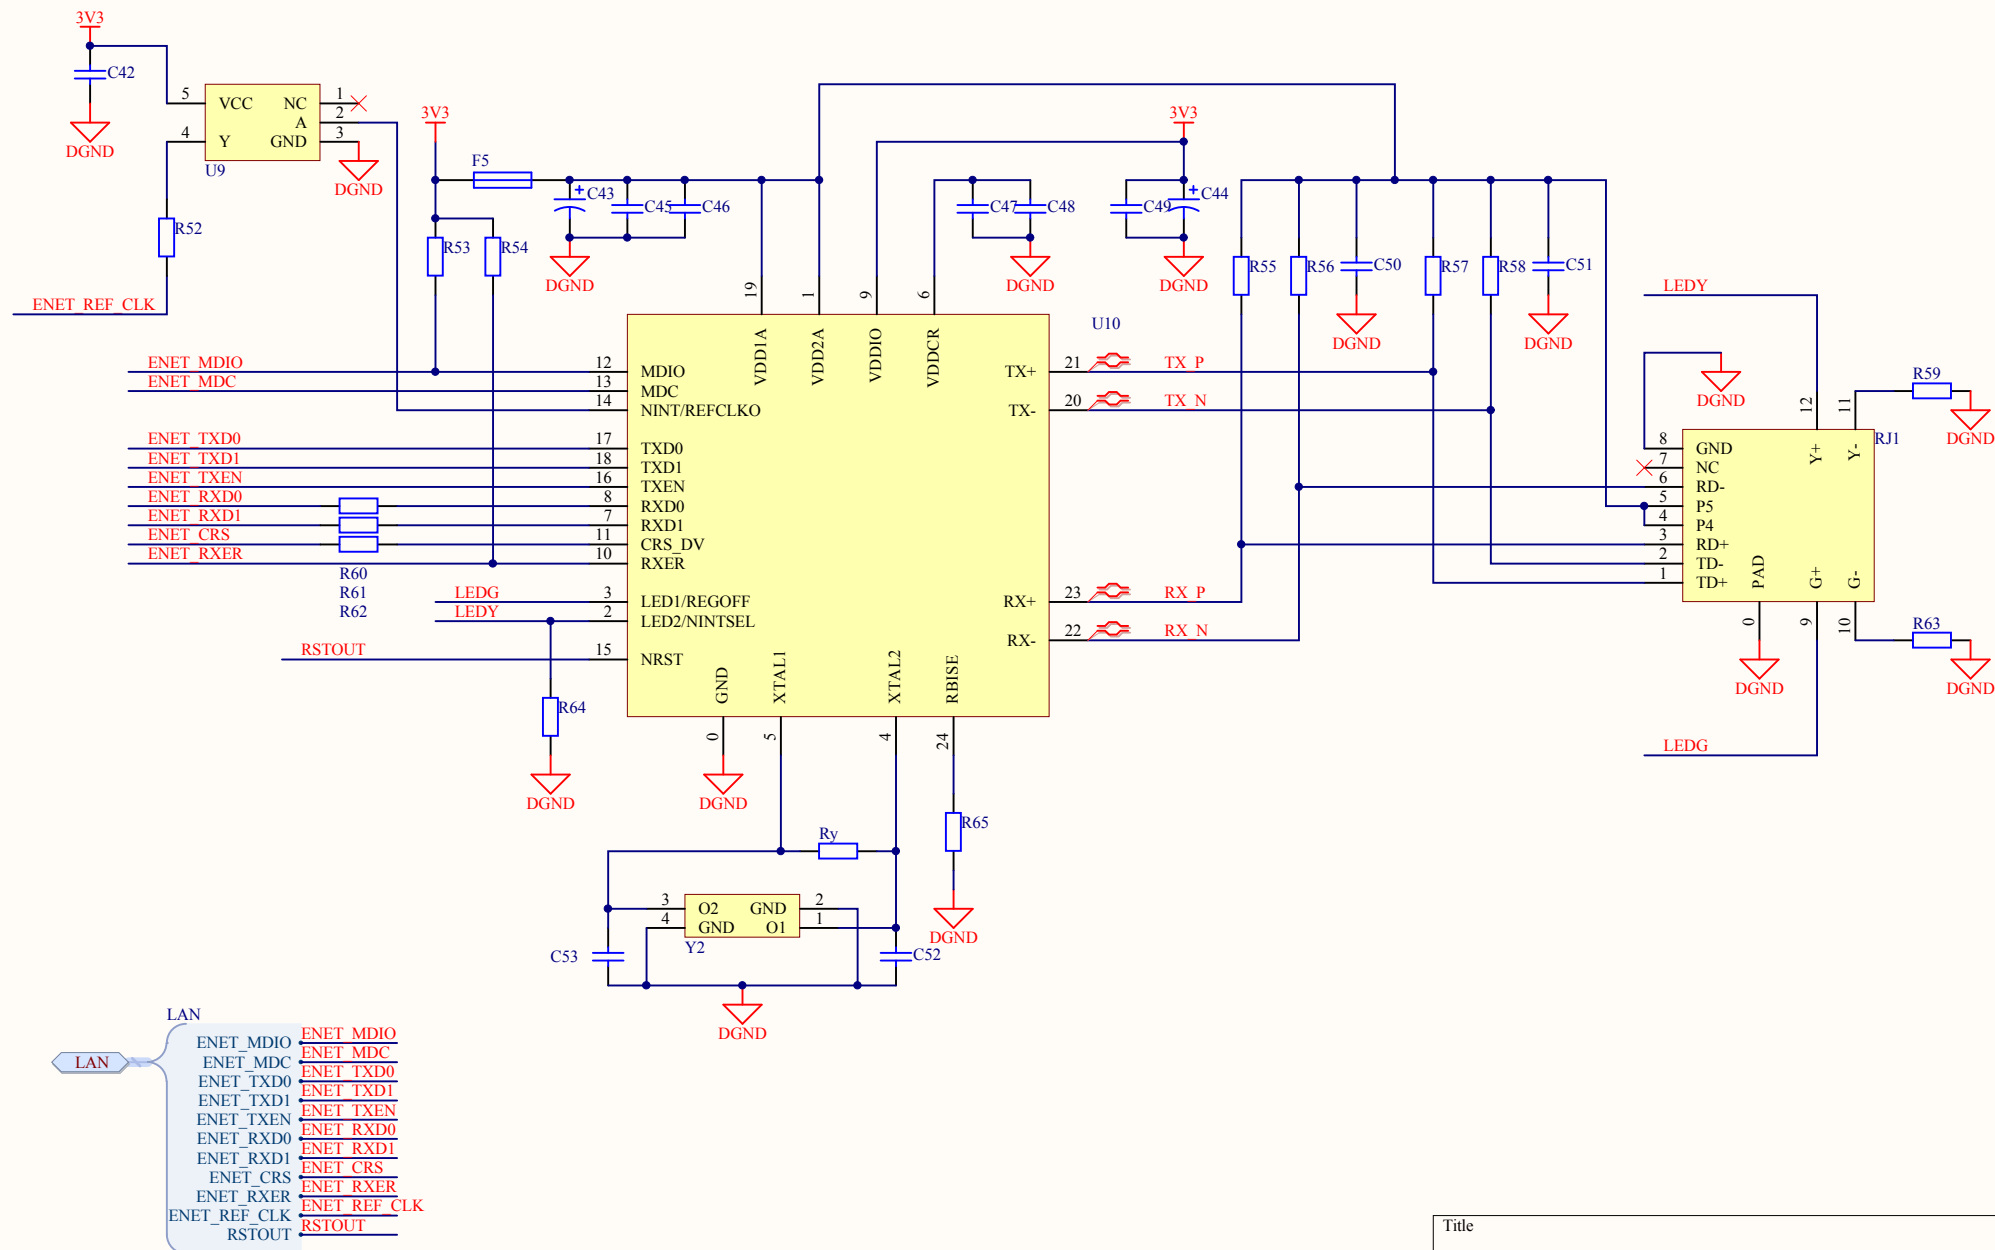 3V3
C42
DGND
5 VCC NC 1
A 2
4 Y GND 3
U9
DGND
R52
ENET_REF_CLK
3V3
F5
C43
C45
C46
DGND
R53
R54
3V3
C47
C48
C49
C44
DGND
DGND
R55
R56
C50
R57
R58
C51
DGND
DGND
U10
19 VDD1A
1 VDD2A
9 VDDIO
6 VDDCR
ENET_MDIO 12 MDIO
ENET_MDC 13 MDC
14 NINT/REFCLKO
ENET_TXD0 17 TXD0
ENET_TXD1 18 TXD1
ENET_TXEN 16 TXEN
ENET_RXD0 8 RXD0
ENET_RXD1 7 RXD1
ENET_CRS 11 CRS_DV
ENET_RXER 10 RXER
R60
R61
R62
LEDG 3 LED1/REGOFF
LEDY 2 LED2/NINTSEL
RSTOUT 15 NRST
TX+ 21 TX_P
TX- 20 TX_N
RX+ 23 RX_P
RX- 22 RX_N
GND 0
XTAL1 5
XTAL2 4
RBISE 24
R64
DGND
DGND
Ry
R65
DGND
3 O2 GND 2
4 GND O1 1
Y2
C53
C52
DGND
LEDY
DGND
12 Y+
11 Y-
R59
DGND
RJ1
8 GND
7 NC
6 RD-
5 P5
4 P4
3 RD+
2 TD-
1 TD+
PAD 0
G+ 9
G- 10
R63
DGND
DGND
LEDG
LAN
LAN
ENET_MDIO ENET_MDIO
ENET_MDC ENET_MDC
ENET_TXD0 ENET_TXD0
ENET_TXD1 ENET_TXD1
ENET_TXEN ENET_TXEN
ENET_RXD0 ENET_RXD0
ENET_RXD1 ENET_RXD1
ENET_CRS ENET_CRS
ENET_RXER ENET_RXER
ENET_REF_CLK ENET_REF_CLK
RSTOUT RSTOUT
Title